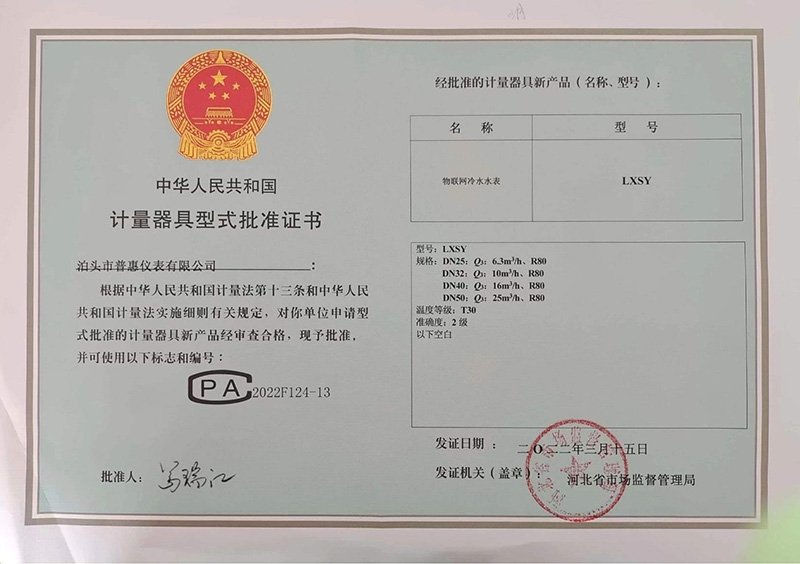 中华人民共和国
计量器具型式批准证书
泊头市普惠仪表有限公司：
根据中华人民共和国计量法第十三条和中华人民
共和国计量法实施细则有关规定，对你单位申请型
式批准的计量器具新产品经审查合格，现予批准，
并可使用以下标志和编号：
CPA 2022F124-13
批准人：
经批准的计量器具新产品（名称、型号）：
名 称 型 号
物联网冷水水表 LXSY
型号：LXSY
规格：DN25：Q₃：6.3m³/h、R80
DN32：Q₃：10m³/h、R80
DN40：Q₃：16m³/h、R80
DN50：Q₃：25m³/h、R80
温度等级：T30
准确度：2 级
以下空白
发证日期：二〇二二年三月十五日
发证机关（盖章）：河北省市场监督管理局